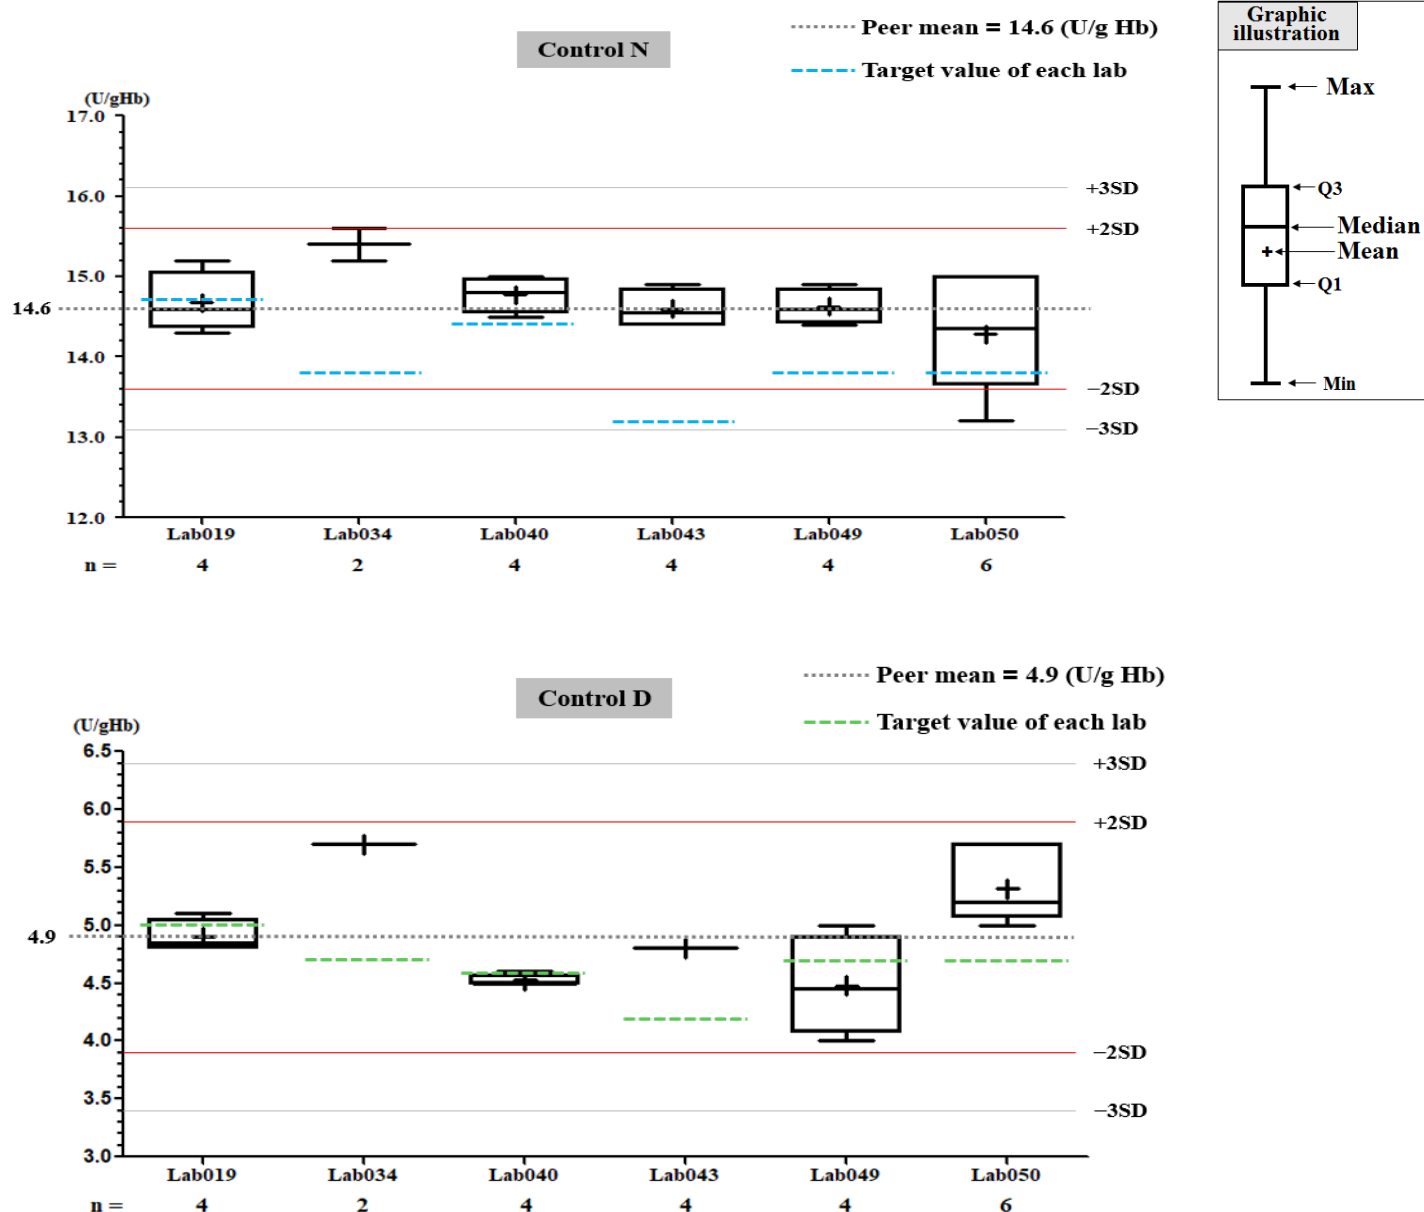 Control N
Peer mean = 14.6 (U/g Hb)
Target value of each lab
(U/gHb)
17.0
16.0
15.0
14.6
14.0
13.0
12.0
+3SD
+2SD
−2SD
−3SD
Lab019 Lab034 Lab040 Lab043 Lab049 Lab050
n = 4 2 4 4 4 6
Graphic
illustration
Max
Q3
Median
Mean
Q1
Min
Control D
Peer mean = 4.9 (U/g Hb)
Target value of each lab
(U/gHb)
6.5
6.0
5.5
5.0
4.9
4.5
4.0
3.5
3.0
+3SD
+2SD
−2SD
−3SD
Lab019 Lab034 Lab040 Lab043 Lab049 Lab050
n = 4 2 4 4 4 6